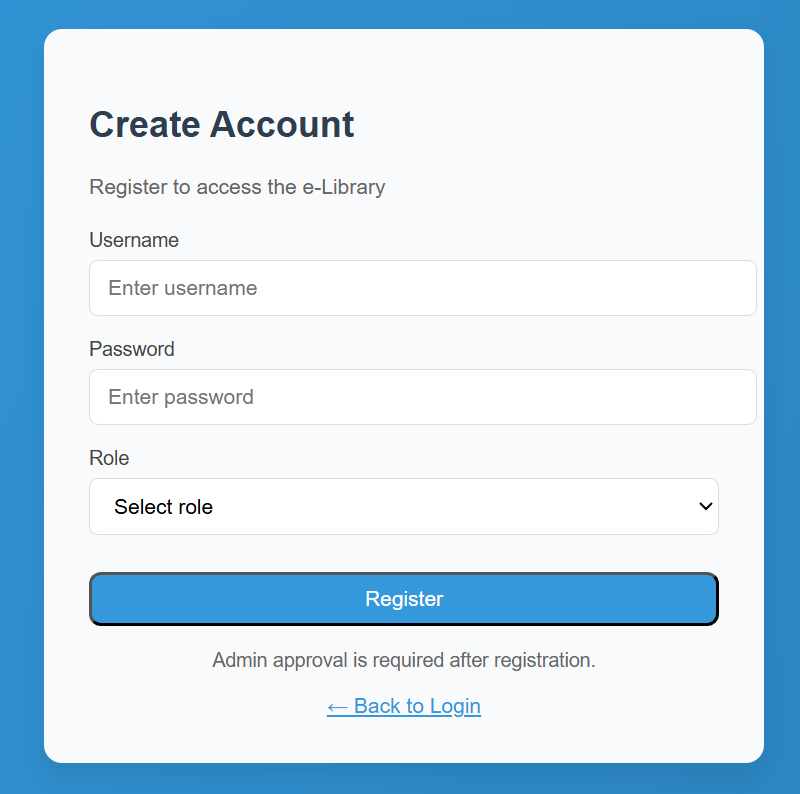 Create Account
Register to access the e-Library
Username
Enter username
Password
Enter password
Role
Select role
Register
Admin approval is required after registration.
← Back to Login